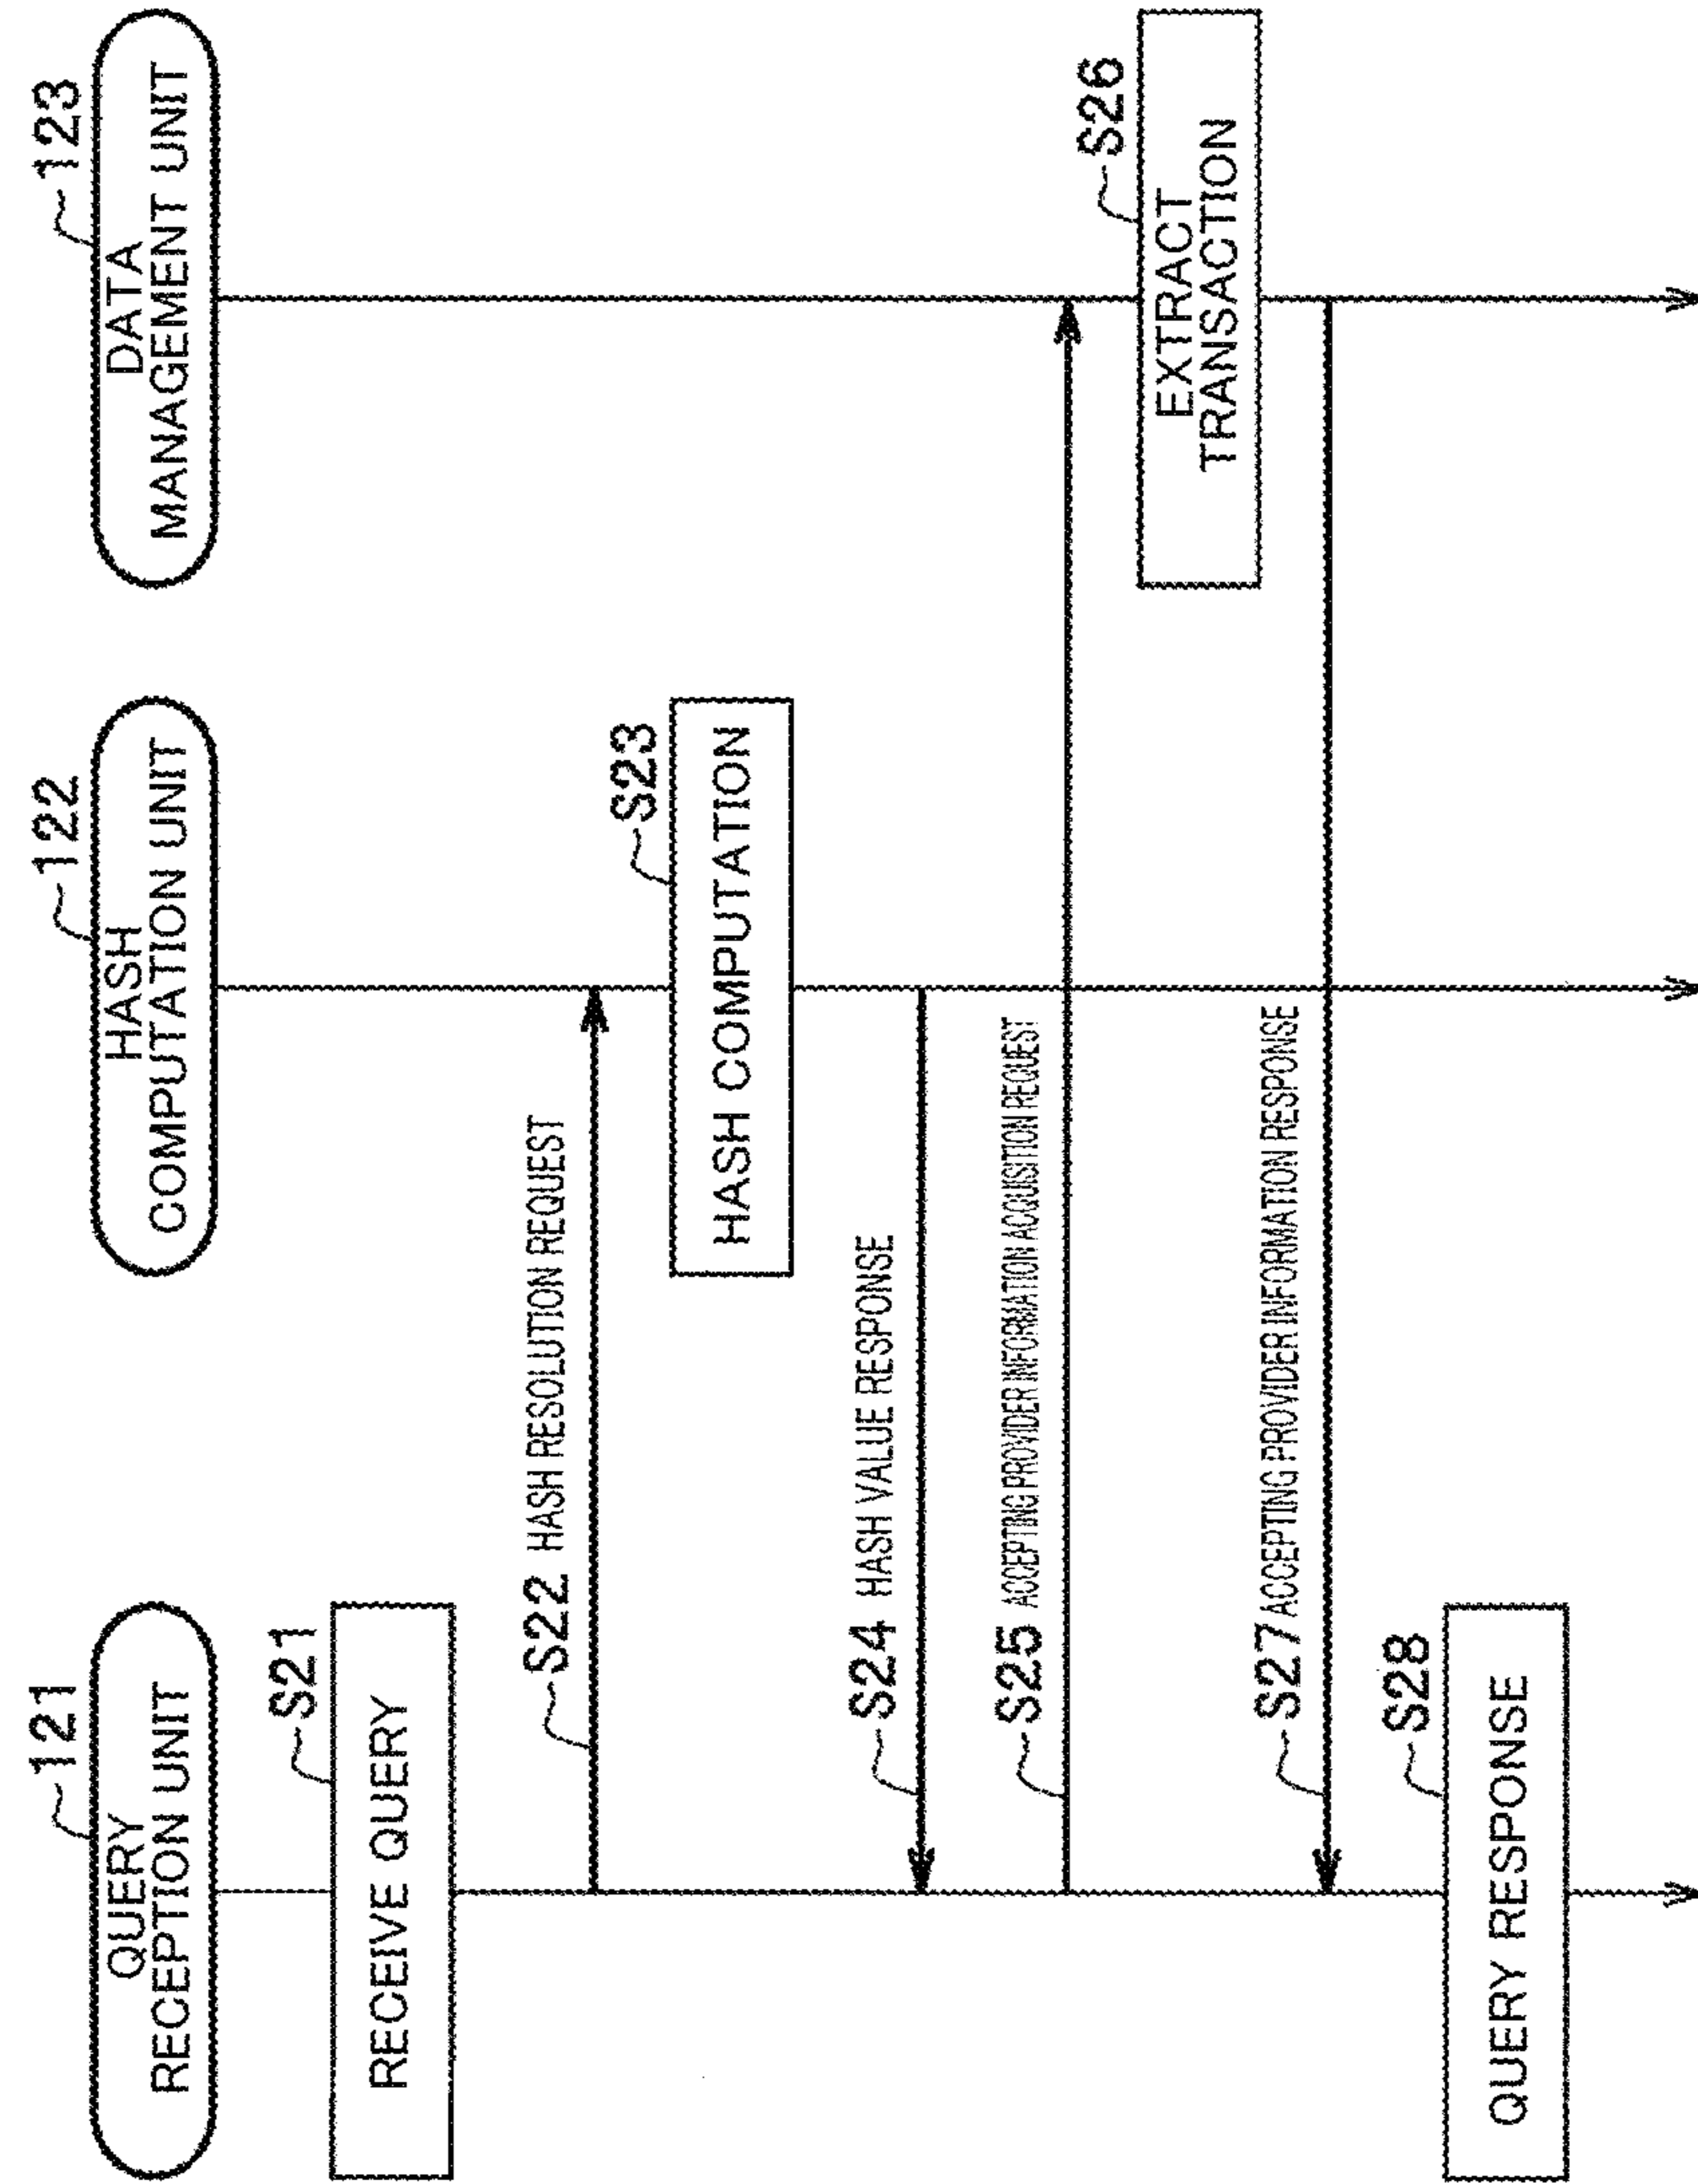 121
QUERY
RECEPTION UNIT
122
HASH
COMPUTATION UNIT
123
DATA
MANAGEMENT UNIT
S21
RECEIVE QUERY
S22 HASH RESOLUTION REQUEST
S23
HASH COMPUTATION
S24 HASH VALUE RESPONSE
S25 ACCEPTING PROVIDER INFORMATION ACQUISITION REQUEST
S26
EXTRACT
TRANSACTION
S27 ACCEPTING PROVIDER INFORMATION RESPONSE
S28
QUERY RESPONSE